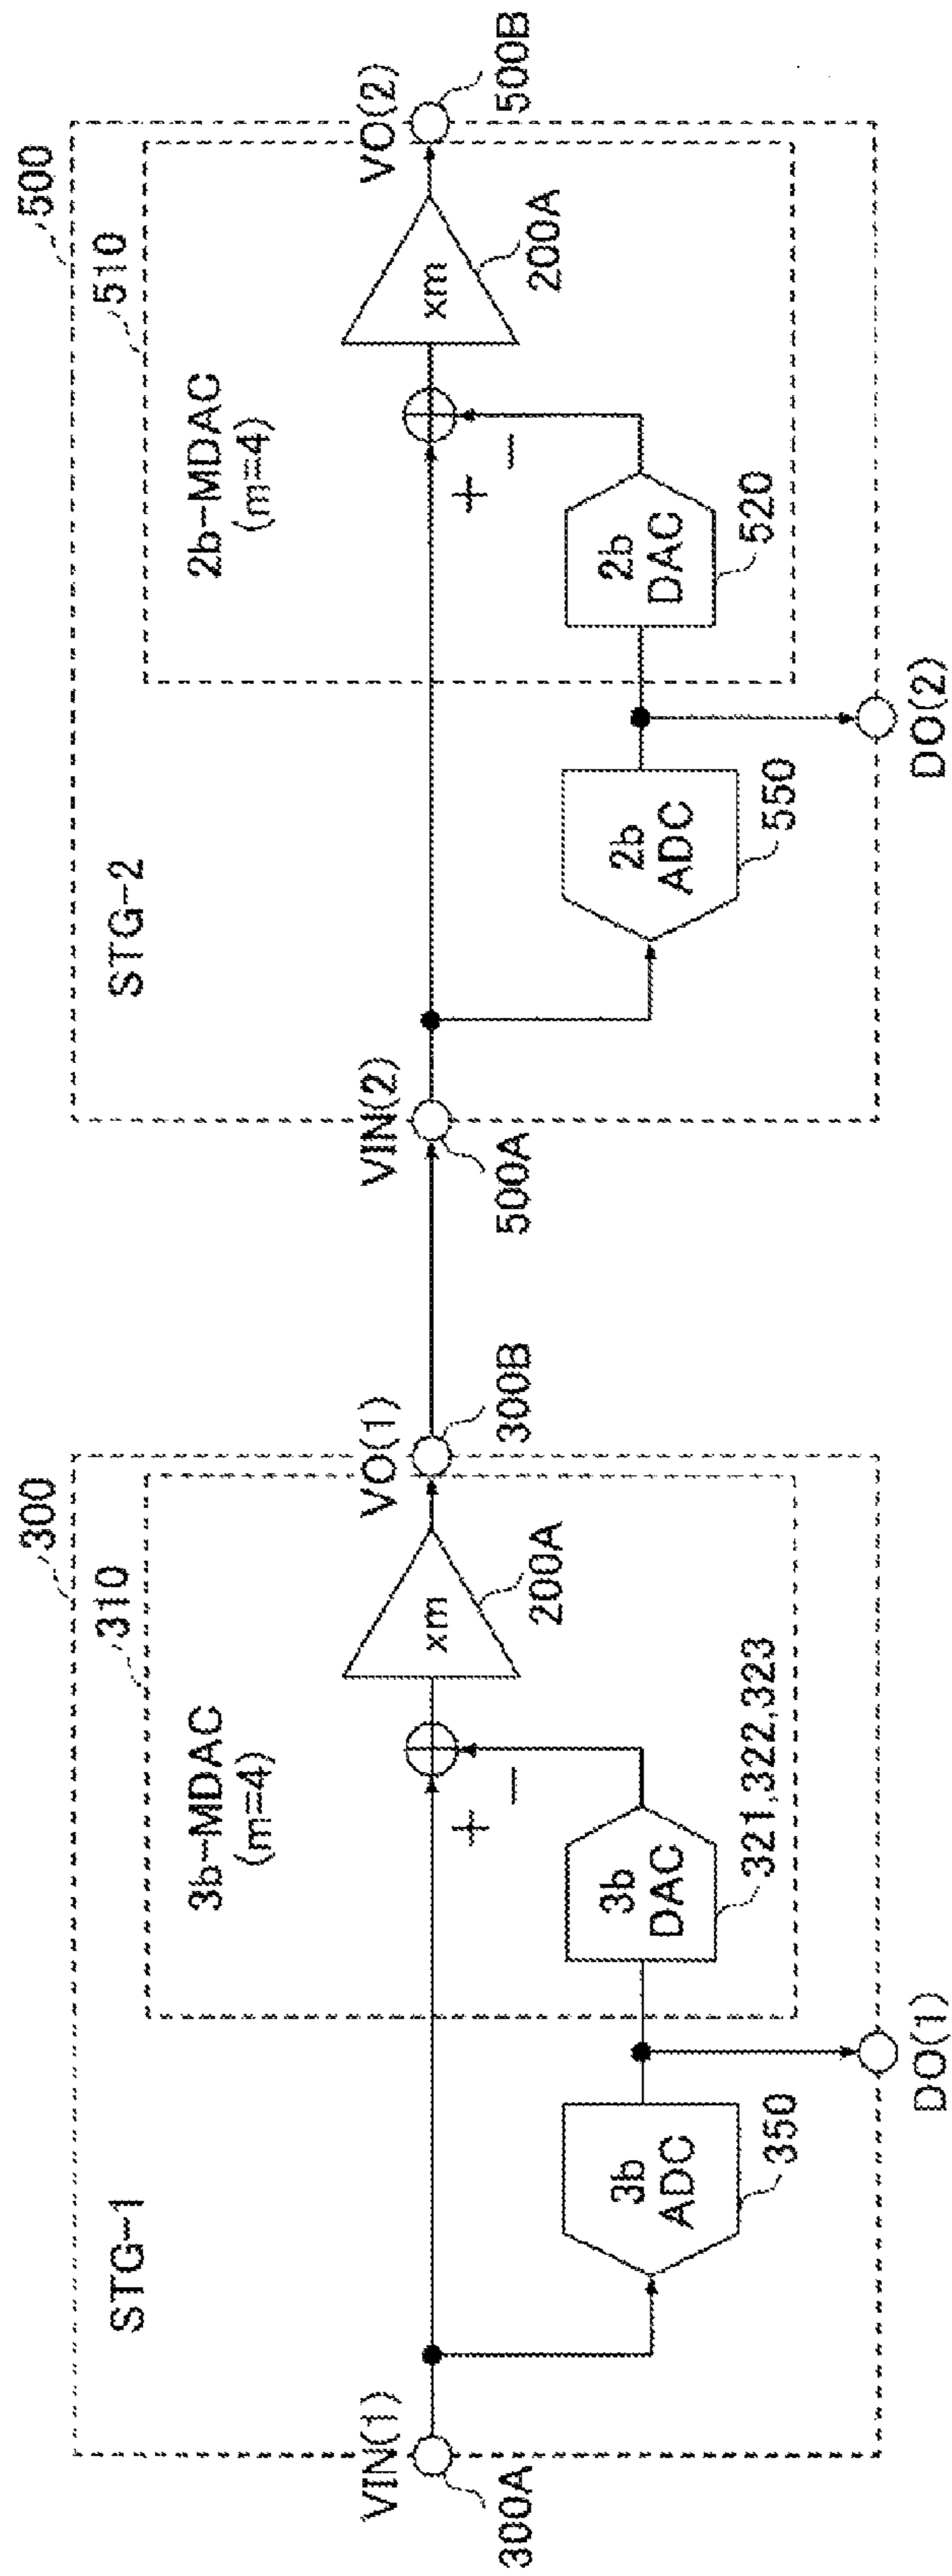 300
310
STG-1
3b-MDAC
(m=4)
VIN(1)
300A
VO(1)
300B
xm
200A
+
−
3b
ADC
350
3b
DAC
321,322,323
DO(1)
500
510
STG-2
2b-MDAC
(m=4)
VIN(2)
500A
VO(2)
500B
xm
200A
+
−
2b
ADC
550
2b
DAC
520
DO(2)